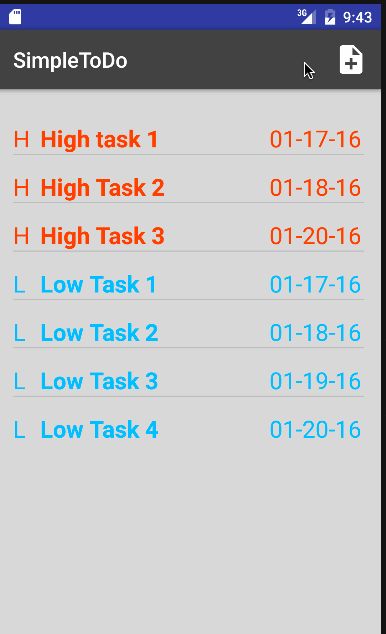 3G 9:43
SimpleToDo
H High task 1 01-17-16
H High Task 2 01-18-16
H High Task 3 01-20-16
L Low Task 1 01-17-16
L Low Task 2 01-18-16
L Low Task 3 01-19-16
L Low Task 4 01-20-16